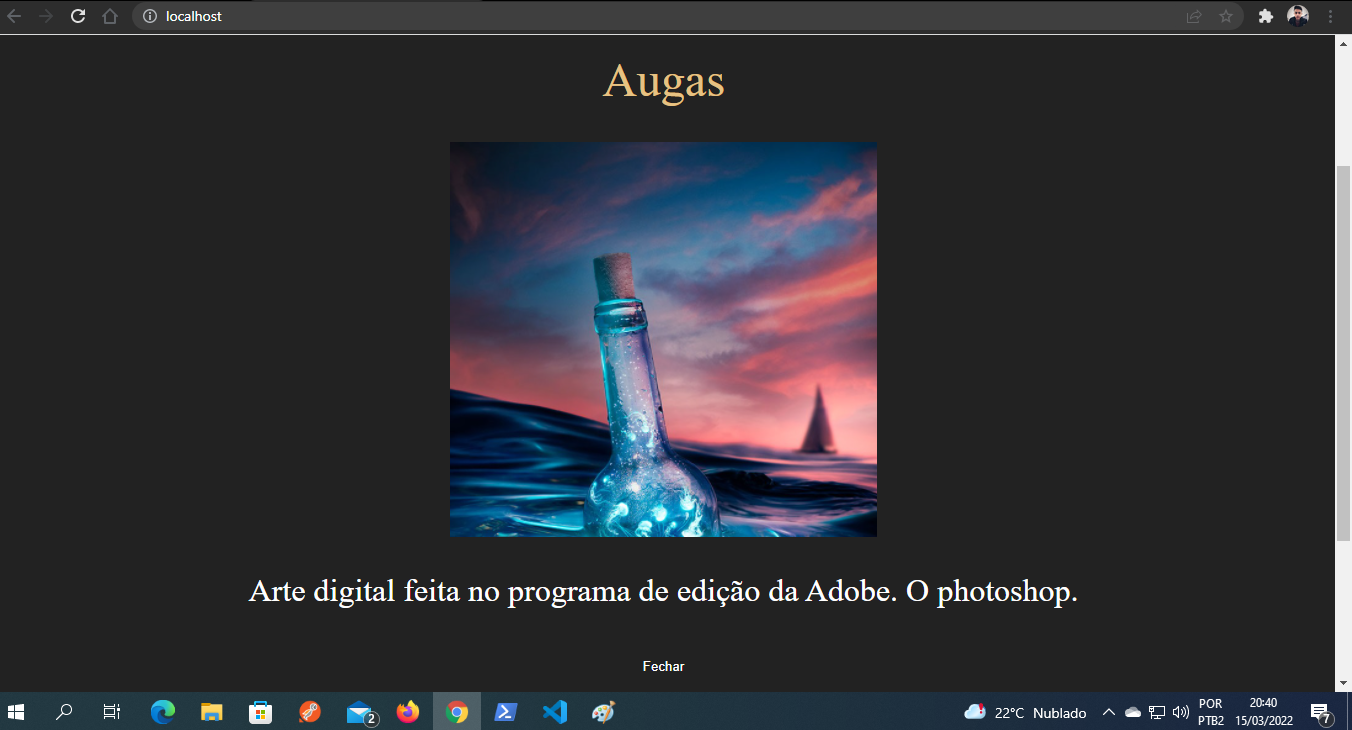 localhost
Augas
Arte digital feita no programa de edição da Adobe. O photoshop.
Fechar
2
22°C Nublado
POR
PTB2
20:40
15/03/2022
7